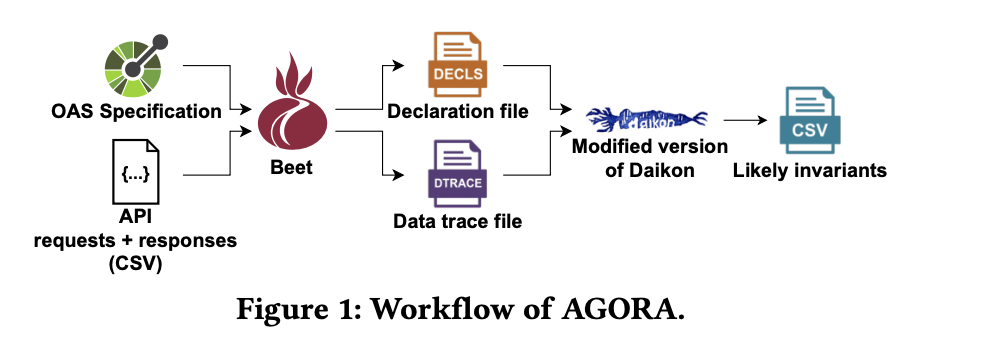 OAS Specification
{...}
API
requests + responses
(CSV)
Beet
DECLS
Declaration file
DTRACE
Data trace file
daikon
Modified version
of Daikon
CSV
Likely invariants
Figure 1: Workflow of AGORA.